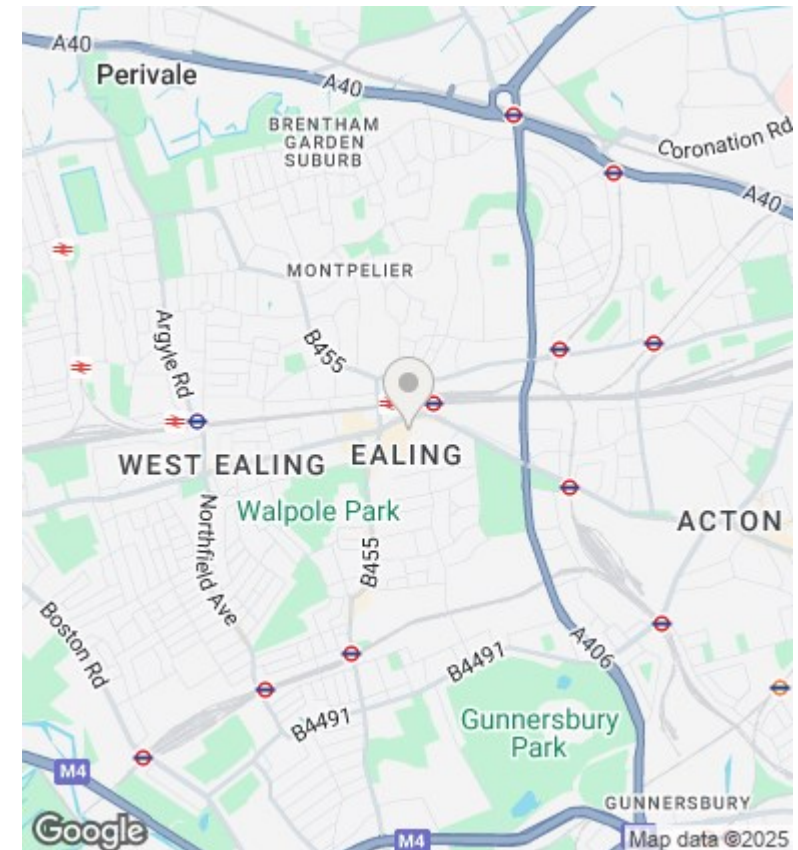 A40
Perivale
A40
BRENTHAM
GARDEN
SUBURB
Coronation Rd
A40
MONTPELIER
Argyle Rd
B455
WEST EALING
EALING
Walpole Park
ACTON
Northfield Ave
B455
Boston Rd
A406
B4491
B4491
Gunnersbury
Park
M4
GUNNERSBURY
Google
M4
Map data ©2025